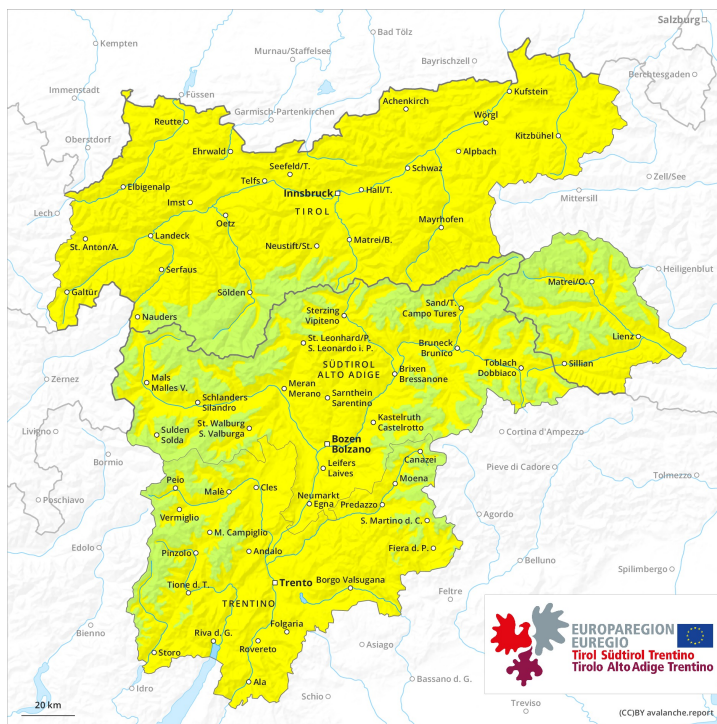 Salzburg
Bad Tölz
Kempten
Murnau/Staffelsee
Bayrischzell
Berchtesgaden
Immenstadt
Füssen
Garmisch-Partenkirchen
Achenkirch
Kufstein
Reutte
Wörgl
Oberstdorf
Ehrwald
Kitzbühel
Alpbach
Seefeld/T.
Schwaz
Zell/See
Telfs
Elbigenalp
Innsbruck
Hall/T.
Mittersill
Imst
TIROL
Lech
Oetz
Mayrhofen
St. Anton/A.
Landeck
Neustift/St.
Matrei/B.
Serfaus
Heiligenblut
Galtür
Sölden
Matrei/O.
Nauders
Sterzing
Vipiteno
Sand/T.
Campo Tures
St. Leonhard/P.
S. Leonardo i. P.
Bruneck
Brunico
Lienz
SÜDTIROL
ALTO ADIGE
Toblach
Dobbiaco
Sillian
Zernez
Mals
Malles V.
Meran
Merano
Brixen
Bressanone
Schlanders
Silandro
Sarnthein
Sarentino
St. Walburg
S. Valburga
Kastelruth
Castelrotto
Livigno
Sulden
Solda
Cortina d'Ampezzo
Bozen
Bolzano
Bormio
Canazei
Pieve di Cadore
Leifers
Laives
Tolmezzo
Peio
Malè
Cles
Moena
Poschiavo
Neumarkt
Egna
Predazzo
Vermiglio
Agordo
S. Martino d. C.
M. Campiglio
Edolo
Pinzolo
Andalo
Fiera d. P.
Belluno
Spilimbergo
Tione d. T.
Trento
Borgo Valsugana
Feltre
TRENTINO
Folgaria
Bienno
Riva d. G.
Rovereto
Storo
Asiago
Ala
Idro
Schio
Bassano d. G.
Treviso
EUROPAREGION
EUREGIO
Tirol Südtirol Trentino
Tirolo Alto Adige Trentino
20 km
(CC)BY avalanche.report